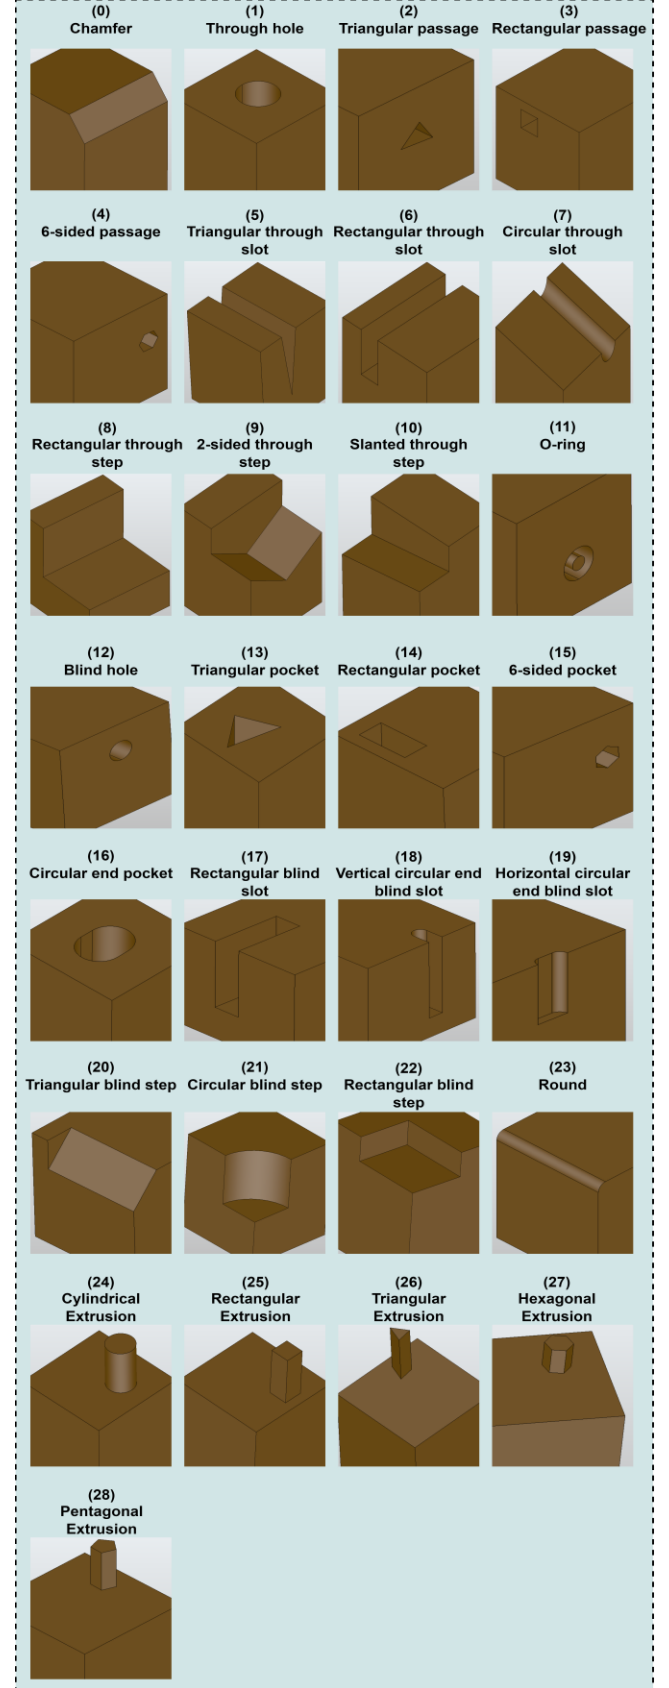 (0)
Chamfer
(1)
Through hole
(2)
Triangular passage
(3)
Rectangular passage
(4)
6-sided passage
(5)
Triangular through
slot
(6)
Rectangular through
slot
(7)
Circular through
slot
(8)
Rectangular through
step
(9)
2-sided through
step
(10)
Slanted through
step
(11)
O-ring
(12)
Blind hole
(13)
Triangular pocket
(14)
Rectangular pocket
(15)
6-sided pocket
(16)
Circular end pocket
(17)
Rectangular blind
slot
(18)
Vertical circular end
blind slot
(19)
Horizontal circular
end blind slot
(20)
Triangular blind step
(21)
Circular blind step
(22)
Rectangular blind
step
(23)
Round
(24)
Cylindrical
Extrusion
(25)
Rectangular
Extrusion
(26)
Triangular
Extrusion
(27)
Hexagonal
Extrusion
(28)
Pentagonal
Extrusion